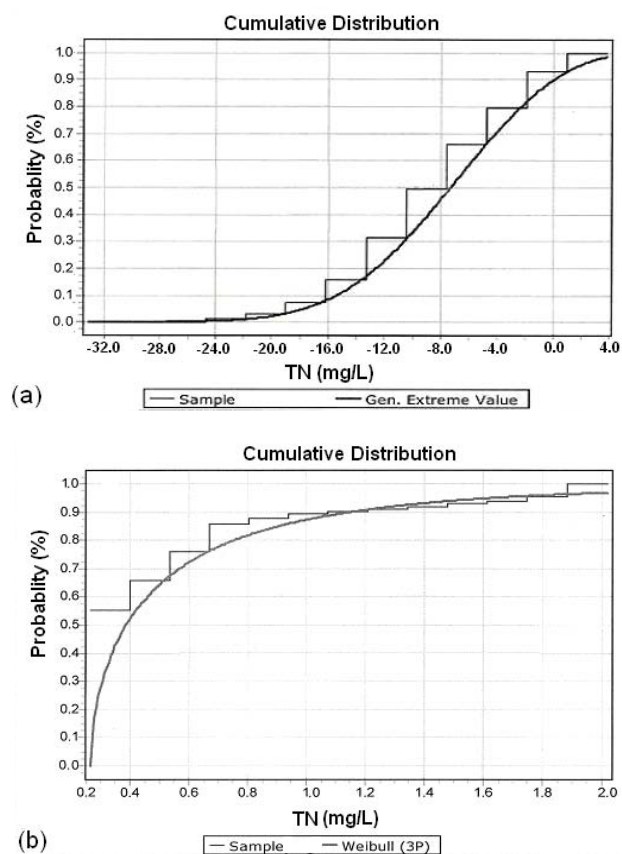 Cumulative Distribution
Probablity (%)
1.0
0.9
0.8
0.7
0.6
0.5
0.4
0.3
0.2
0.1
0.0
-32.0 -28.0 -24.0 -20.0 -16.0 -12.0 -8.0 -4.0 0.0 4.0
TN (mg/L)
(a)
Sample Gen. Extreme Value
Cumulative Distribution
Probablity (%)
1.0
0.9
0.8
0.7
0.6
0.5
0.4
0.3
0.2
0.1
0.0
0.2 0.4 0.6 0.8 1.0 1.2 1.4 1.6 1.8 2.0
TN (mg/L)
(b)
Sample Weibull (3P)